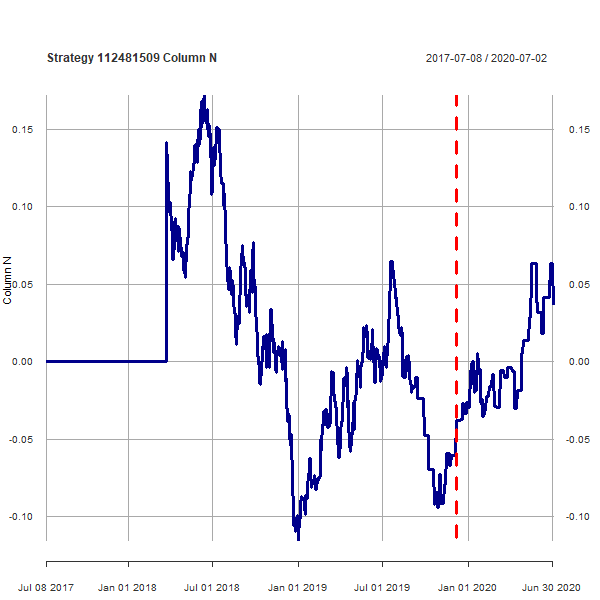 Strategy 112481509 Column N 2017-07-08 / 2020-07-02
0.15 0.15
0.10 0.10
0.05 0.05
Column N
0.00 0.00
-0.05 -0.05
-0.10 -0.10
Jul 08 2017 Jan 01 2018 Jul 01 2018 Jan 01 2019 Jul 01 2019 Jan 01 2020 Jun 30 2020